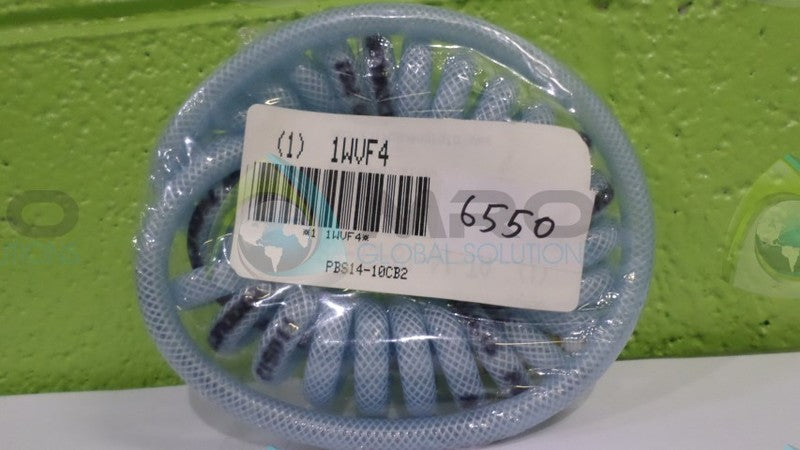 (1) 1WVF4
*1 1WVF4*
6550
GLOBAL SOLUTION
PBS14-10CB2